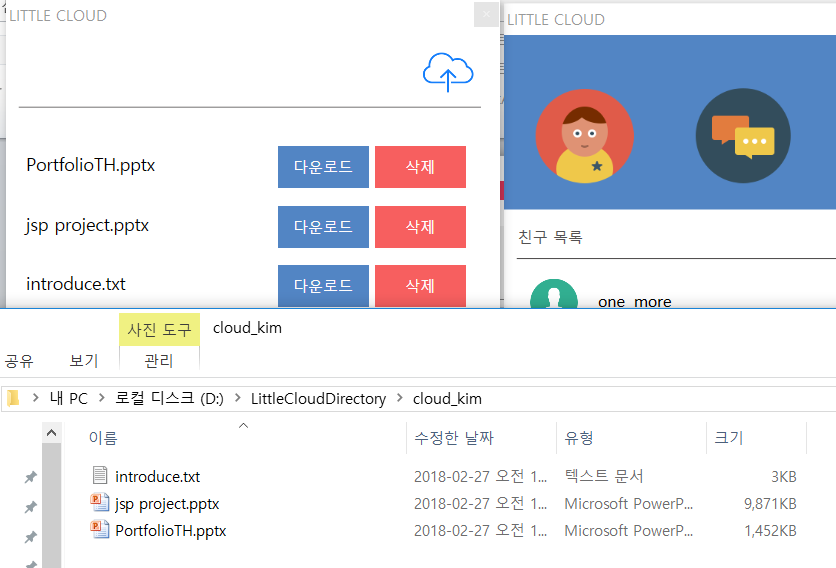 LITTLE CLOUD
PortfolioTH.pptx 다운로드 삭제
jsp project.pptx 다운로드 삭제
introduce.txt 다운로드 삭제
LITTLE CLOUD
친구 목록
one more
사진 도구 cloud_kim
공유 보기 관리
> 내 PC > 로컬 디스크 (D:) > LittleCloudDirectory > cloud_kim
이름 수정한 날짜 유형 크기
introduce.txt 2018-02-27 오전 1... 텍스트 문서 3KB
jsp project.pptx 2018-02-27 오전 1... Microsoft PowerP... 9,871KB
PortfolioTH.pptx 2018-02-27 오전 1... Microsoft PowerP... 1,452KB